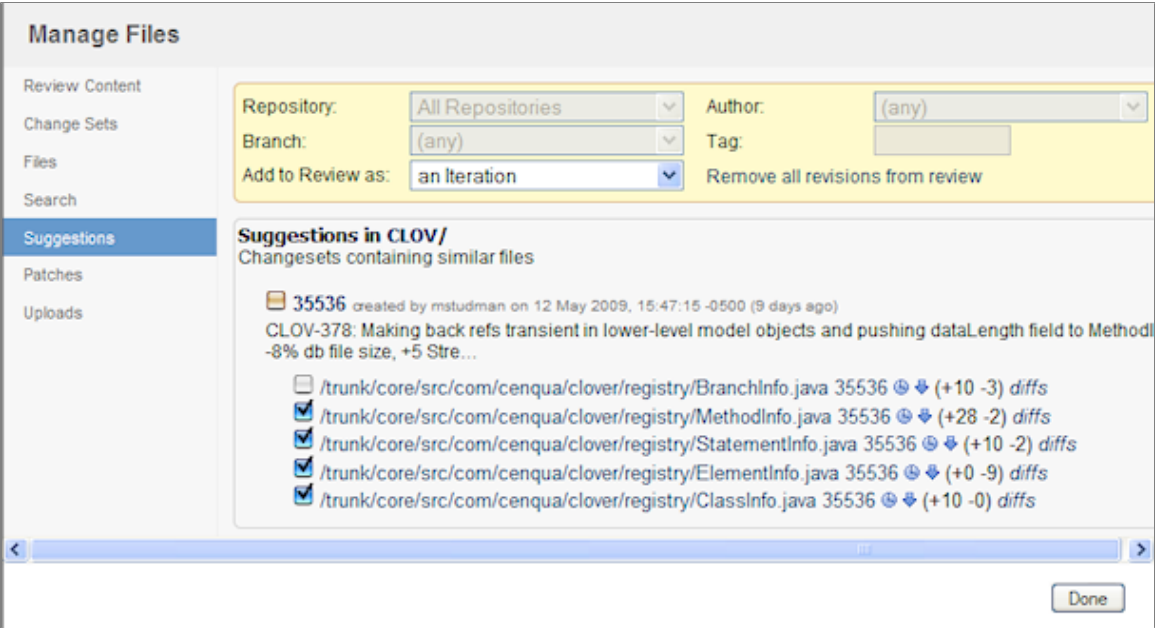 Manage Files
Review Content
Change Sets
Files
Search
Suggestions
Patches
Uploads
Repository: All Repositories Author: (any)
Branch: (any) Tag:
Add to Review as: an Iteration Remove all revisions from review
Suggestions in CLOV/
Changesets containing similar files
35536 created by mstudman on 12 May 2009, 15:47:15 -0500 (9 days ago)
CLOV-378: Making back refs transient in lower-level model objects and pushing dataLength field to MethodI
-8% db file size, +5 Stre...
/trunk/core/src/com/cenqua/clover/registry/BranchInfo.java 35536 (+10 -3) diffs
/trunk/core/src/com/cenqua/clover/registry/MethodInfo.java 35536 (+28 -2) diffs
/trunk/core/src/com/cenqua/clover/registry/StatementInfo.java 35536 (+10 -2) diffs
/trunk/core/src/com/cenqua/clover/registry/ElementInfo.java 35536 (+0 -9) diffs
/trunk/core/src/com/cenqua/clover/registry/ClassInfo.java 35536 (+10 -0) diffs
Done